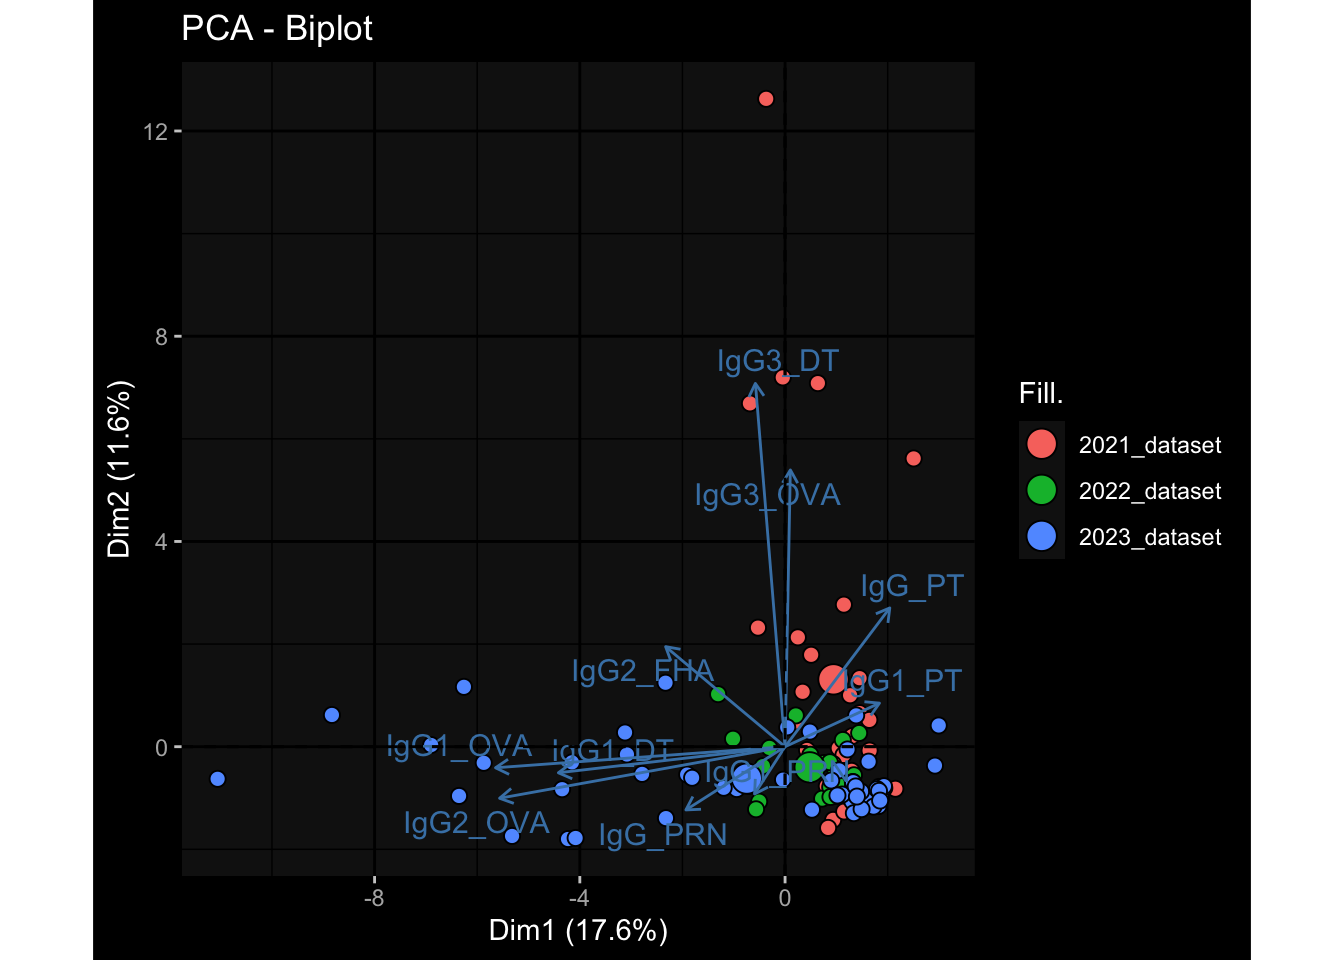 PCA - Biplot
12
8
4
0
-8
-4
0
Dim1 (17.6%)
Dim2 (11.6%)
IgG3_DT
IgG3_OVA
IgG_PT
IgG2_FHA
IgG1_PT
IgG1_OVA
IgG1_DT
IgG2_OVA
IgG_PRN
Fill.
2021_dataset
2022_dataset
2023_dataset